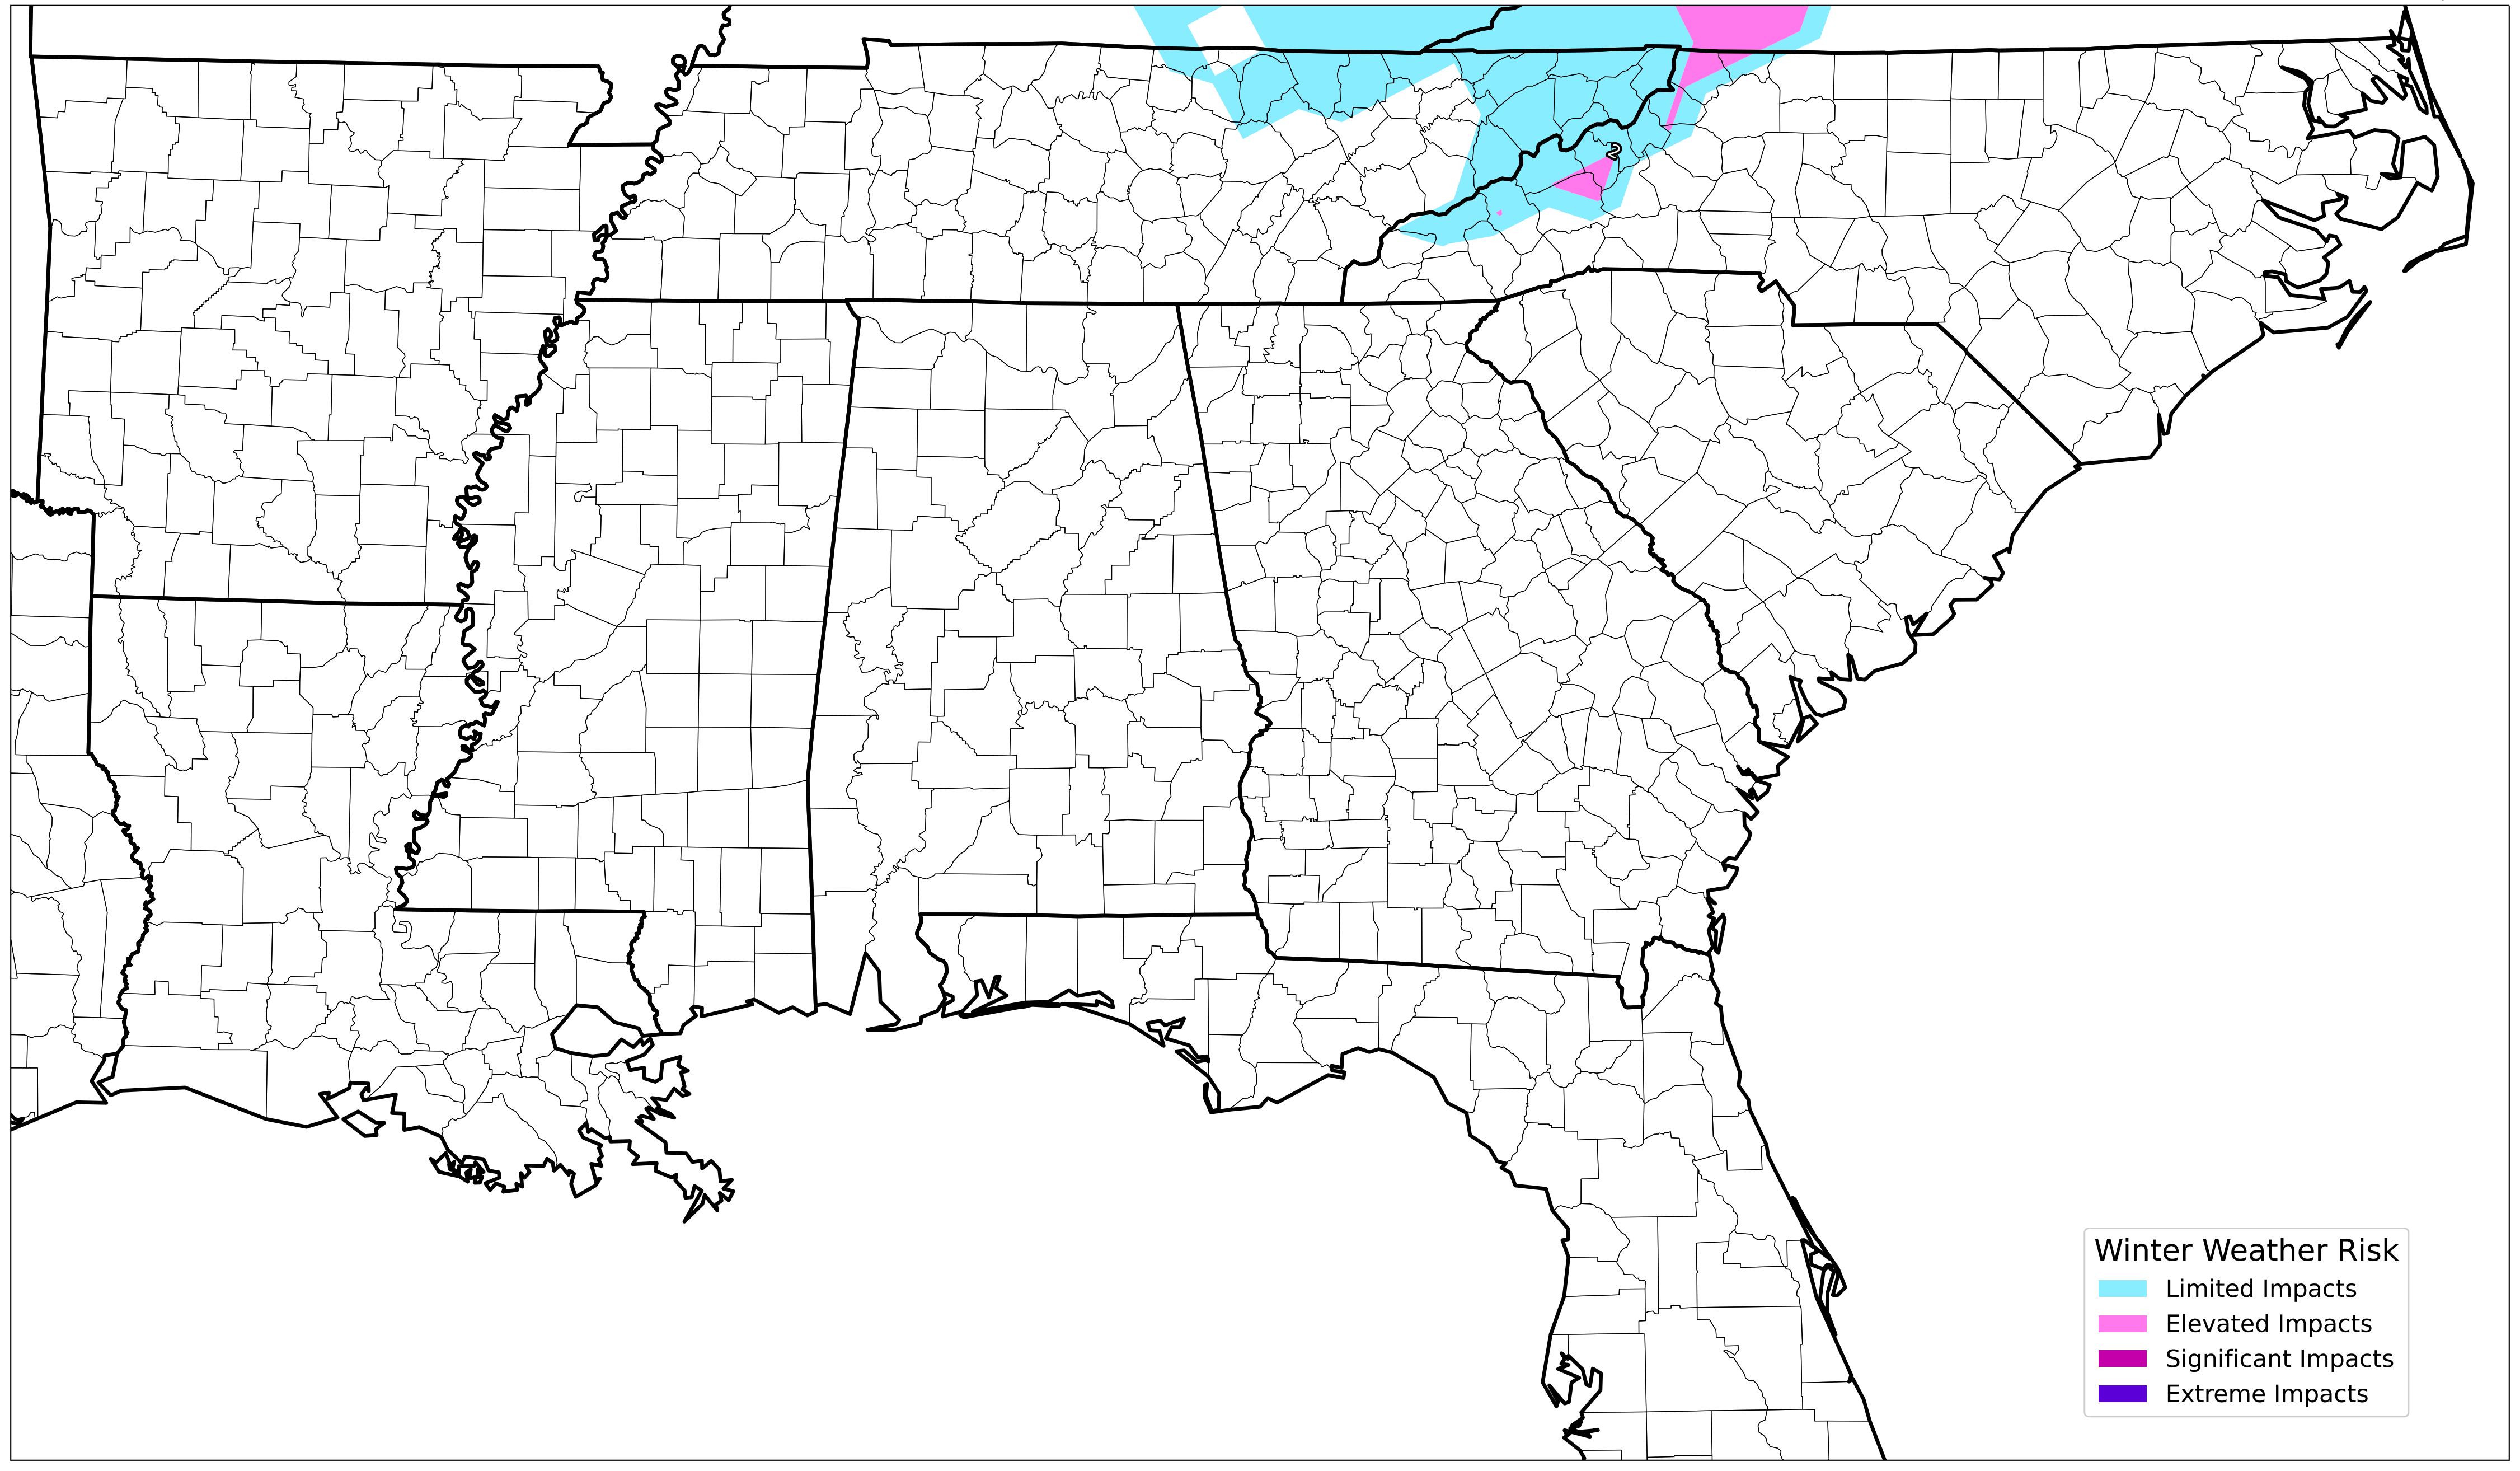 2
Winter Weather Risk
Limited Impacts
Elevated Impacts
Significant Impacts
Extreme Impacts